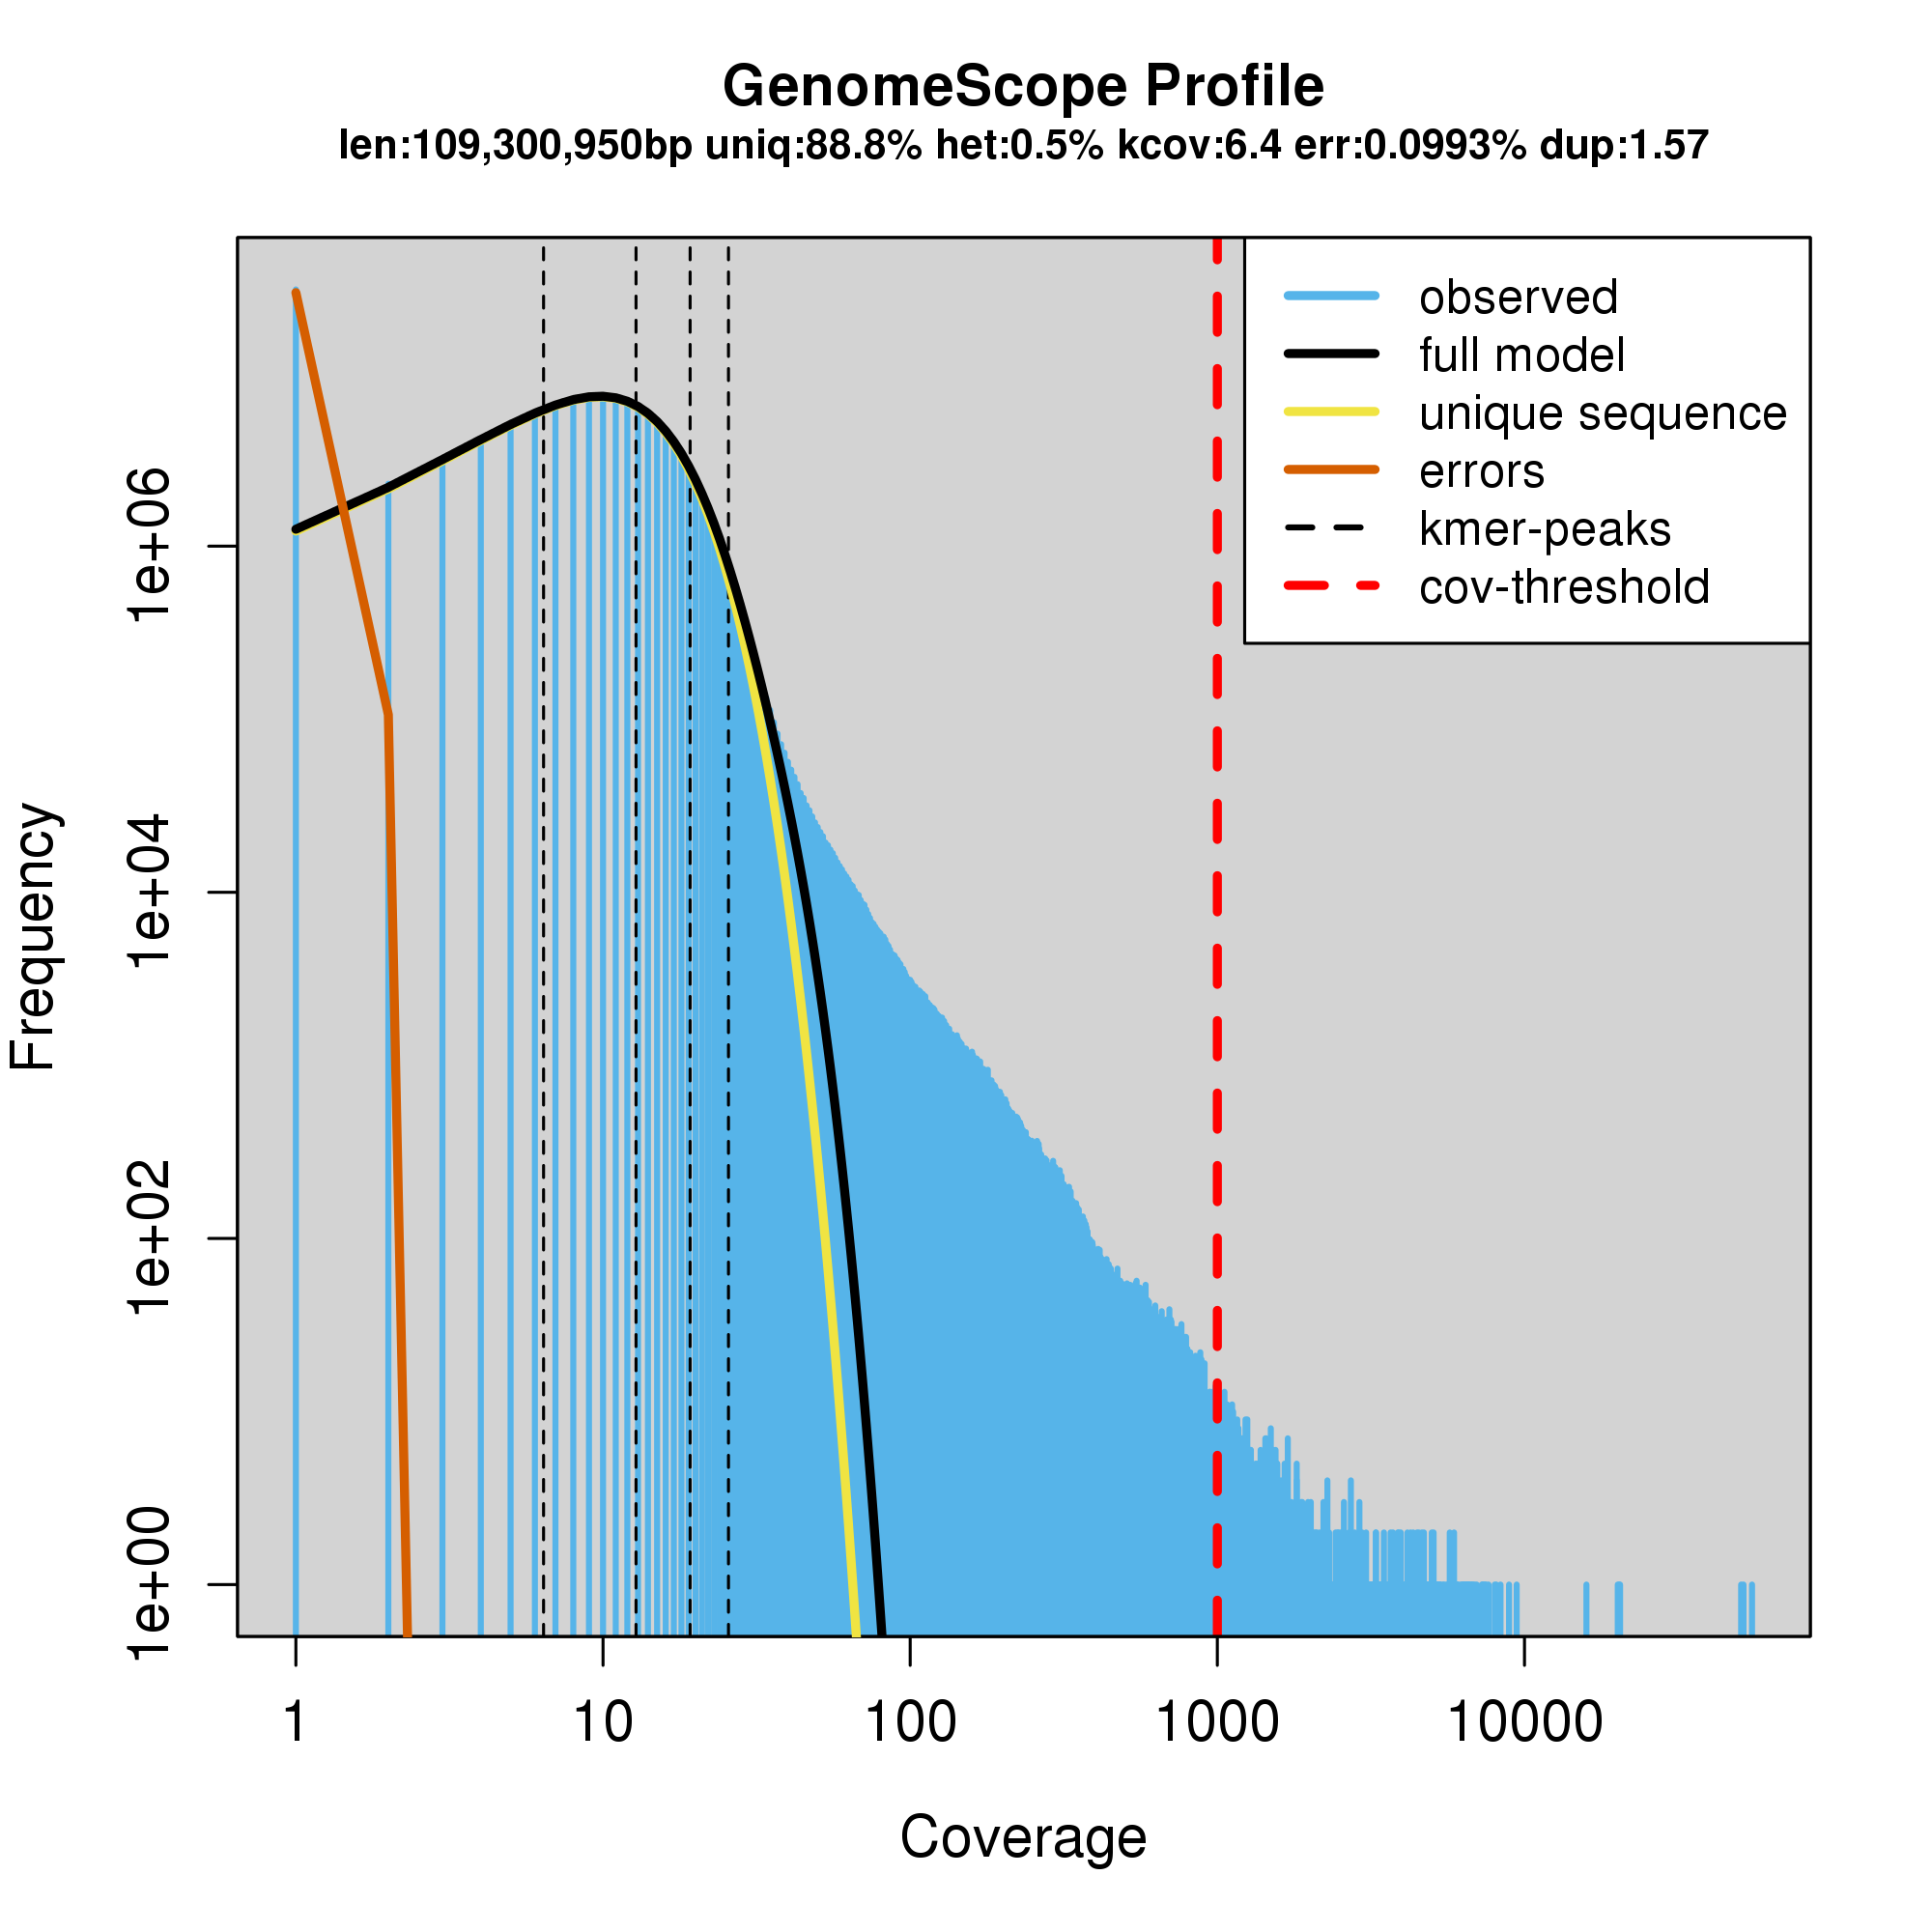 GenomeScope Profile
len:109,300,950bp uniq:88.8% het:0.5% kcov:6.4 err:0.0993% dup:1.57
observed
full model
unique sequence
errors
kmer-peaks
cov-threshold
Frequency
1e+06
1e+04
1e+02
1e+00
1 10 100 1000 10000
Coverage